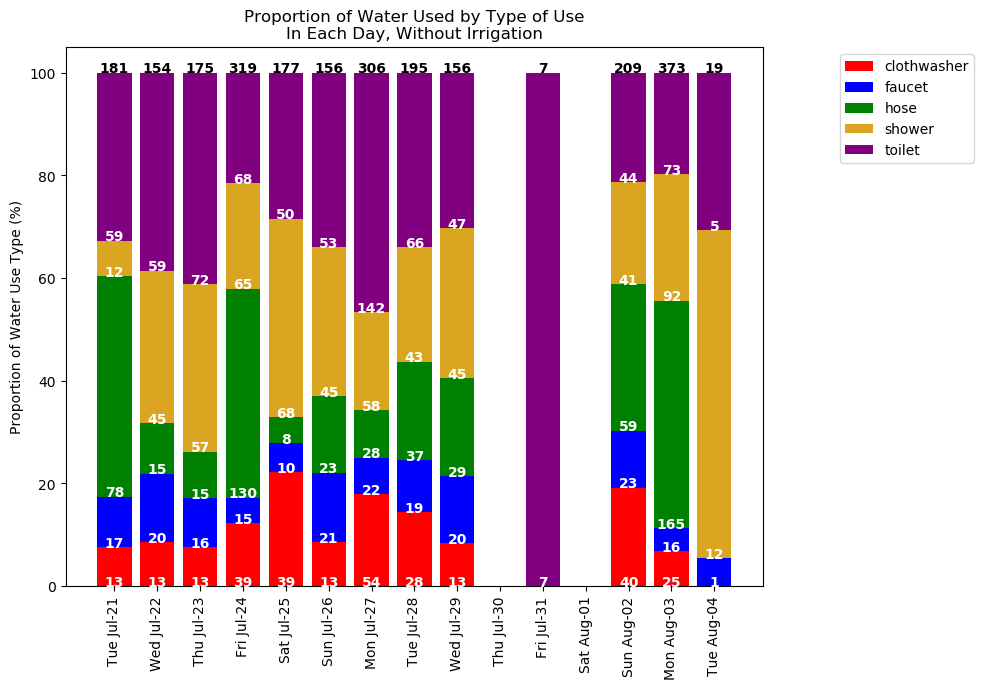 Proportion of Water Used by Type of Use
In Each Day, Without Irrigation
clothwasher
faucet
hose
shower
toilet
Proportion of Water Use Type (%)
100
80
60
40
20
0
181 154 175 319 177 156 306 195 156 7 209 373 19
59 59 72 68 50 53 142 66 47 7 44 73 5
12 45 57 65 68 45 58 43 45 41 92 12
78 15 15 130 8 23 28 37 29 59 165 1
17 20 16 15 10 21 22 19 20 23 16
13 13 13 39 39 13 54 28 13 40 25
Tue Jul-21
Wed Jul-22
Thu Jul-23
Fri Jul-24
Sat Jul-25
Sun Jul-26
Mon Jul-27
Tue Jul-28
Wed Jul-29
Thu Jul-30
Fri Jul-31
Sat Aug-01
Sun Aug-02
Mon Aug-03
Tue Aug-04